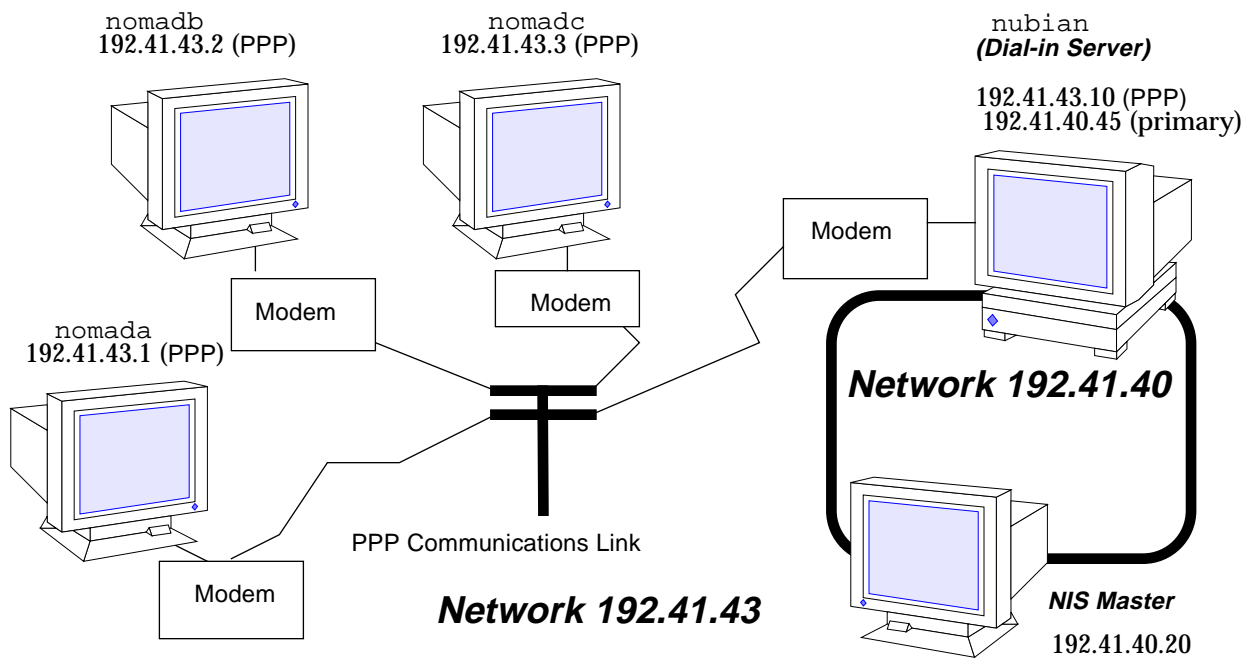 nomadb
192.41.43.2 (PPP)
nomadc
192.41.43.3 (PPP)
nubian
(Dial-in Server)
192.41.43.10 (PPP)
192.41.40.45 (primary)
Modem
Modem
Modem
nomada
192.41.43.1 (PPP)
Network 192.41.40
PPP Communications Link
Modem
Network 192.41.43
NIS Master
192.41.40.20